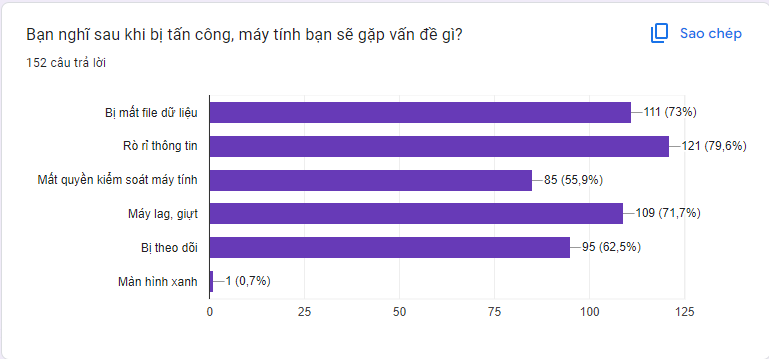 Bạn nghĩ sau khi bị tấn công, máy tính bạn sẽ gặp vấn đề gì?
Sao chép
152 câu trả lời
Bị mất file dữ liệu 111 (73%)
Rò rỉ thông tin 121 (79,6%)
Mất quyền kiểm soát máy tính 85 (55,9%)
Máy lag, giựt 109 (71,7%)
Bị theo dõi 95 (62,5%)
Màn hình xanh 1 (0,7%)
0 25 50 75 100 125